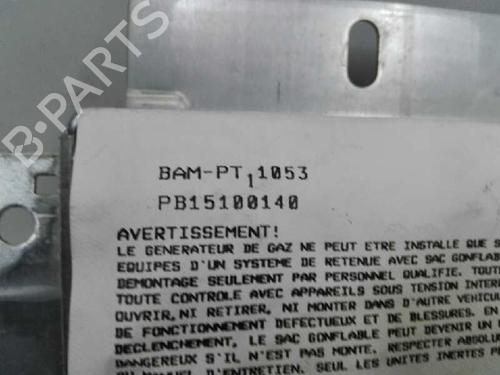 B-PARTS
BAM-PT₁1053
PB15100140
AVERTISSEMENT!
LE GENERATEUR DE GAZ NE PEUT ETRE INSTALLE QUE S
EQUIPES D'UN SYSTEME DE RETENUE AVEC SAC GONFLAB
DEMONTAGE SEULEMENT PAR PERSONNEL QUALIFIE. TOUT
TOUTE CONTROLE AVEC APPAREILS SOUS TENSION INTER
OUVRIR, NI RETIRER, NI MONTER DANS D'AUTRE VEHICUL
DE FONCTIONNEMENT DEFECTUEUX ET DE BLESSURES. EN
DECLENCHEMENT, LE SAC GONFLABLE PEUT DEVENIR UN
DANGEREUX S'IL N'EST PAS MONTE. RESPECTER ABSOLU
MANUEL D'ENTRETIEN. SEUL LES UNITES INERTES